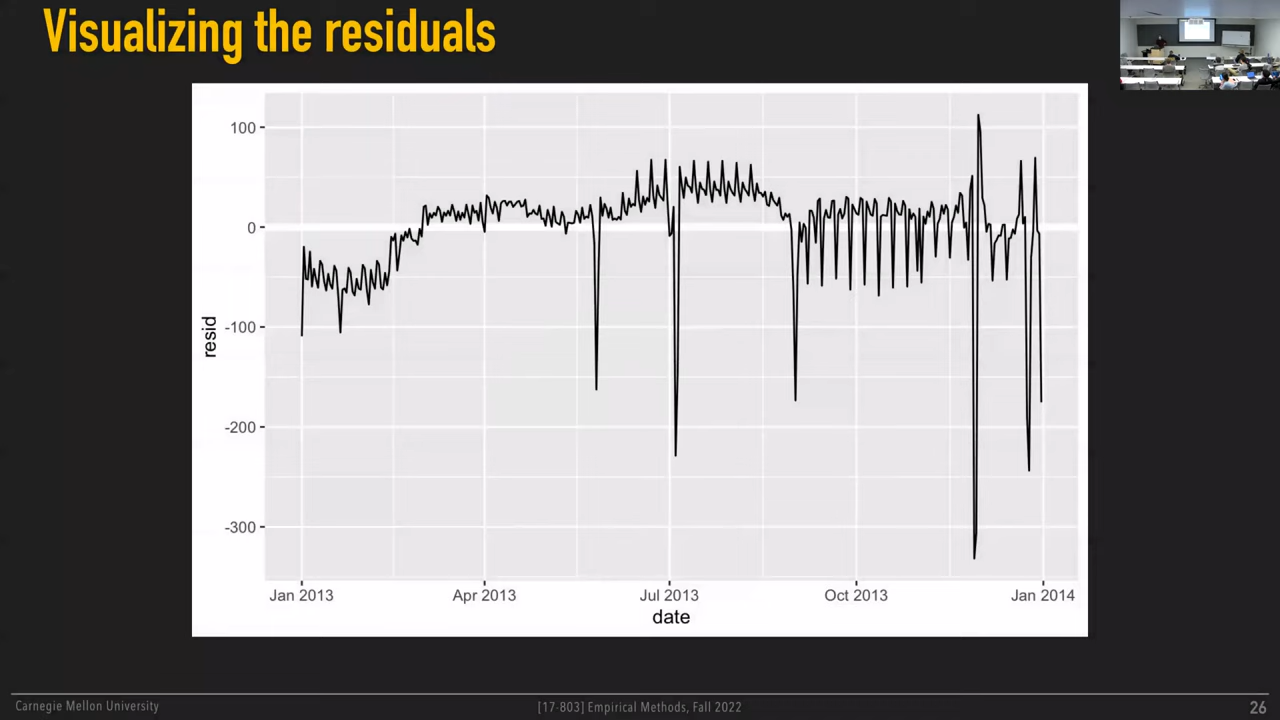 Visualizing the residuals
100
0
-100
-200
-300
resid
Jan 2013
Apr 2013
Jul 2013
Oct 2013
Jan 2014
date
Carnegie Mellon University
[17-803] Empirical Methods, Fall 2022
26